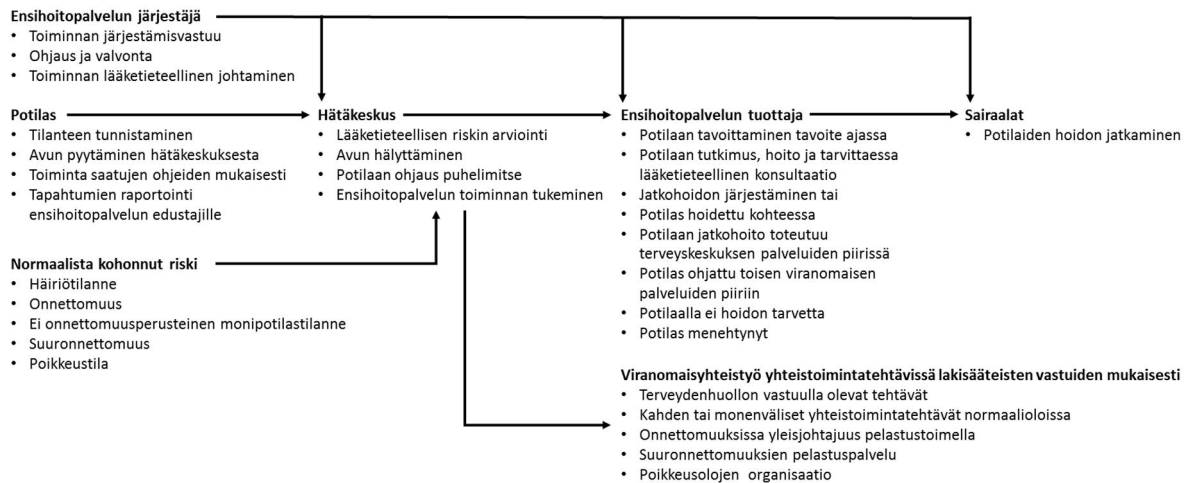 Ensihoitopalvelun järjestäjä
• Toiminnan järjestämisvastuu
• Ohjaus ja valvonta
• Toiminnan lääketieteellinen johtaminen
Potilas
• Tilanteen tunnistaminen
• Avun pyytäminen hätäkeskuksesta
• Toiminta saatujen ohjeiden mukaisesti
• Tapahtumien raportointi
ensihoitopalvelun edustajille
Hätäkeskus
• Lääketieteellisen riskin arviointi
• Avun hälyttäminen
• Potilaan ohjaus puhelimitse
• Ensihoitopalvelun toiminnan tukeminen
Ensihoitopalvelun tuottaja
• Potilaan tavoittaminen tavoite ajassa
• Potilaan tutkimus, hoito ja tarvittaessa
lääketieteellinen konsultaatio
• Jatkohoidon järjestäminen tai
• Potilas hoidettu kohteessa
• Potilaan jatkohoito toteutuu
terveyskeskuksen palveluiden piirissä
• Potilas ohjattu toisen viranomaisen
palveluiden piiriin
• Potilaalla ei hoidon tarvetta
• Potilas menehtynyt
Sairaalat
• Potilaiden hoidon jatkaminen
Normaalista kohonnut riski
• Häiriötilanne
• Onnettomuus
• Ei onnettomuusperusteinen monipotilastilanne
• Suuronnettomuus
• Poikkeustila
Viranomaisyhteistyö yhteistoimintatehtävissä lakisääteisten vastuiden mukaisesti
• Terveydenhuollon vastuulla olevat tehtävät
• Kahden tai monenväliset yhteistoimintatehtävät normaalioloissa
• Onnettomuuksissa yleisjohtajuus pelastustoimella
• Suuronnettomuuksien pelastuspalvelu
• Poikkeusolojen organisaatio